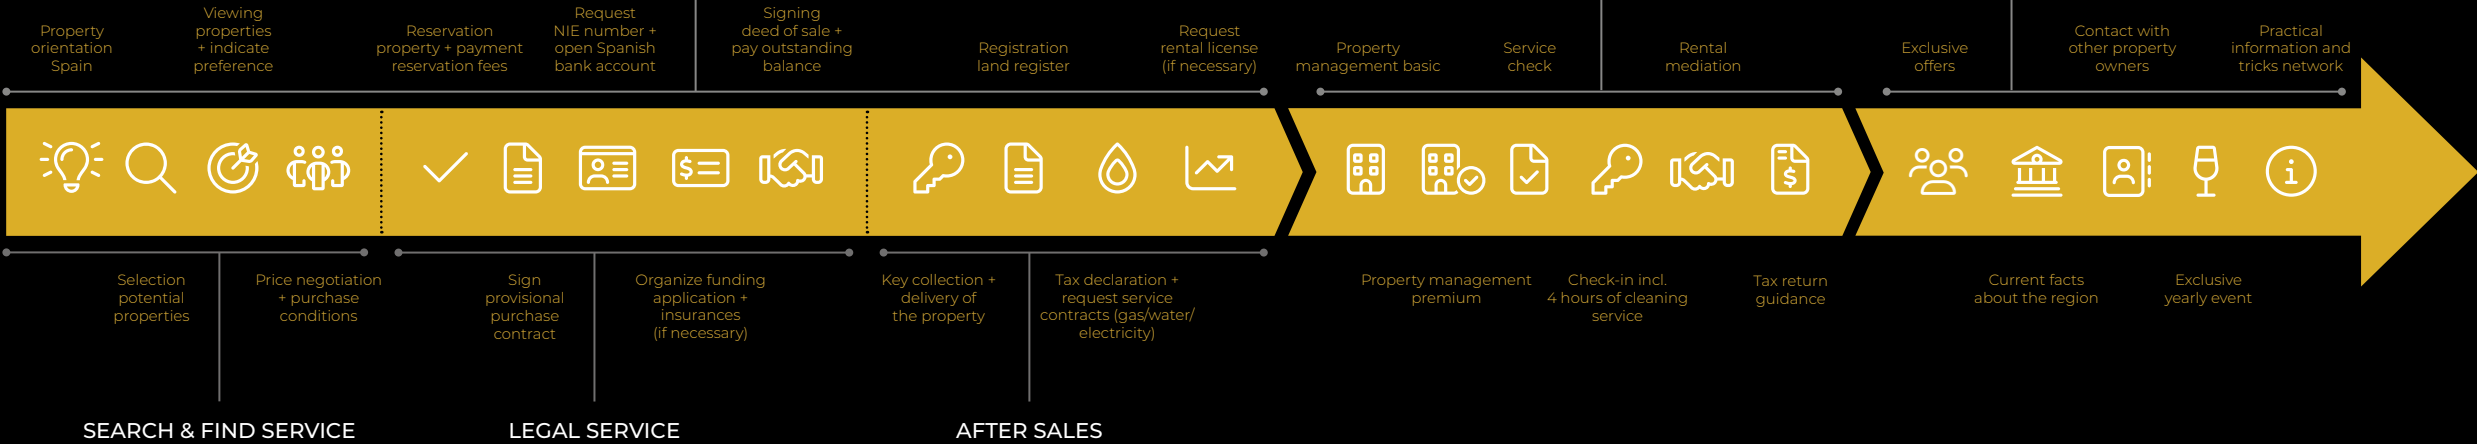 Property
orientation
Spain
Viewing
properties
+ indicate
preference
Reservation
property + payment
reservation fees
Request
NIE number +
open Spanish
bank account
Signing
deed of sale +
pay outstanding
balance
Registration
land register
Request
rental license
(if necessary)
Property
management basic
Service
check
Rental
mediation
Exclusive
offers
Contact with
other property
owners
Practical
information and
tricks network
Selection
potential
properties
Price negotiation
+ purchase
conditions
Sign
provisional
purchase
contract
Organize funding
application +
insurances
(if necessary)
Key collection +
delivery of
the property
Tax declaration +
request service
contracts (gas/water/
electricity)
Property management
premium
Check-in incl.
4 hours of cleaning
service
Tax return
guidance
Current facts
about the region
Exclusive
yearly event
SEARCH & FIND SERVICE
LEGAL SERVICE
AFTER SALES